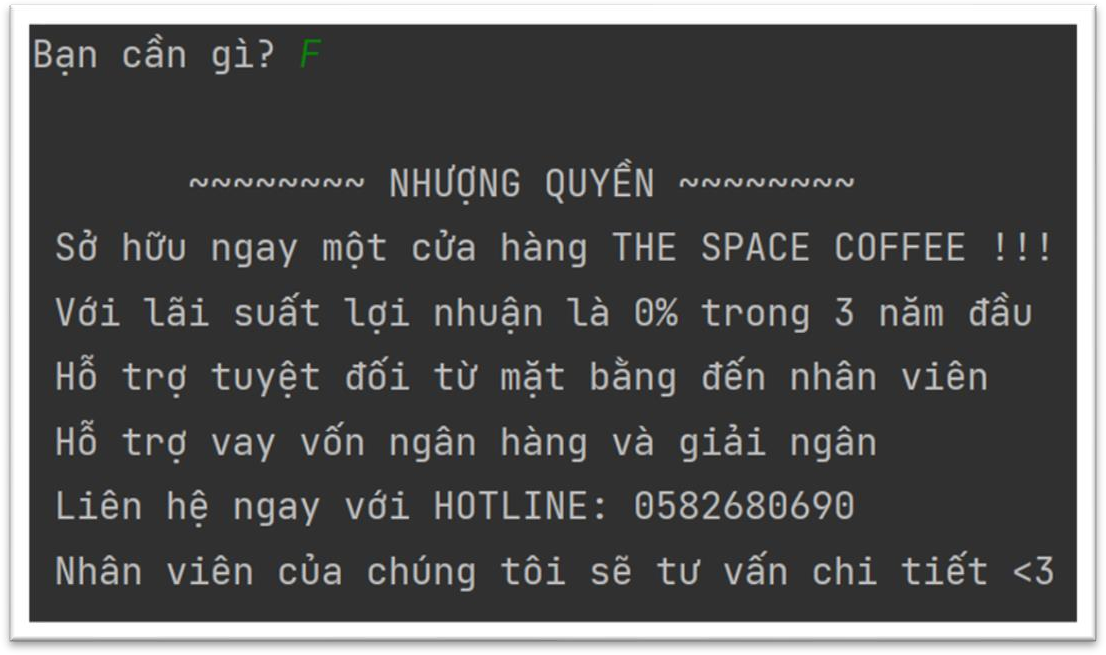 Bạn cần gì? F
~~~~~~~~ NHƯỢNG QUYỀN ~~~~~~~~
Sở hữu ngay một cửa hàng THE SPACE COFFEE !!!
Với lãi suất lợi nhuận là 0% trong 3 năm đầu
Hỗ trợ tuyệt đối từ mặt bằng đến nhân viên
Hỗ trợ vay vốn ngân hàng và giải ngân
Liên hệ ngay với HOTLINE: 0582680690
Nhân viên của chúng tôi sẽ tư vấn chi tiết <3